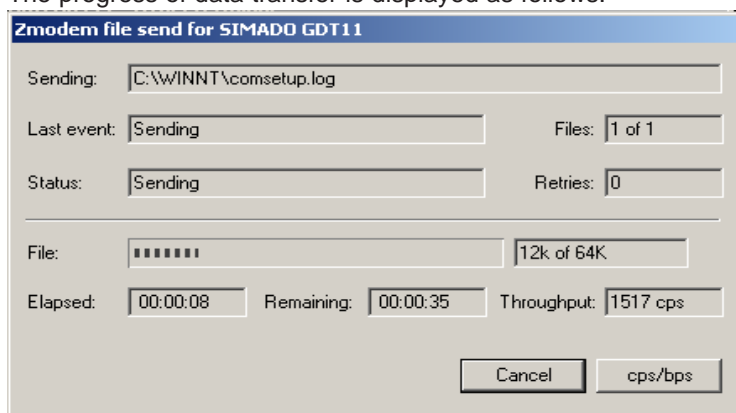 The progress of data transfer is displayed as follows:
Zmodem file send for SIMADO GDT11
Sending: C:\WINNT\comsetup.log
Last event: Sending Files: 1 of 1
Status: Sending Retries: 0
File: 12k of 64K
Elapsed: 00:00:08 Remaining: 00:00:35 Throughput: 1517 cps
Cancel cps/bps